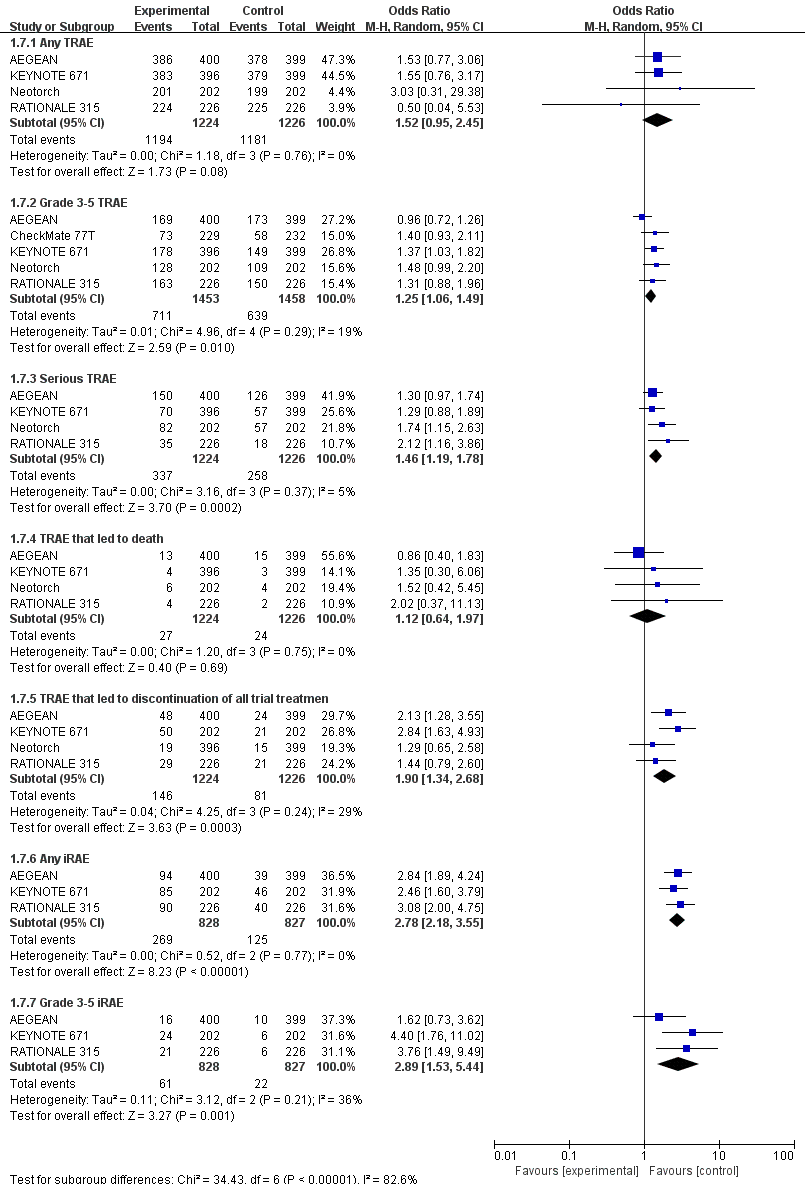 Experimental Control Odds Ratio Odds Ratio
Study or Subgroup Events Total Events Total Weight M-H, Random, 95% CI M-H, Random, 95% CI
1.7.1 Any TRAE
AEGEAN 386 400 378 399 47.3% 1.53 [0.77, 3.06]
KEYNOTE 671 383 396 379 399 44.5% 1.55 [0.76, 3.17]
Neotorch 201 202 199 202 4.4% 3.03 [0.31, 29.38]
RATIONALE 315 224 226 225 226 3.9% 0.50 [0.04, 5.53]
Subtotal (95% CI) 1224 1226 100.0% 1.52 [0.95, 2.45]
Total events 1194 1181
Heterogeneity: Tau² = 0.00; Chi² = 1.18, df = 3 (P = 0.76); I² = 0%
Test for overall effect: Z = 1.73 (P = 0.08)
1.7.2 Grade 3-5 TRAE
AEGEAN 169 400 173 399 27.2% 0.96 [0.72, 1.26]
CheckMate 77T 73 229 58 232 15.0% 1.40 [0.93, 2.11]
KEYNOTE 671 178 396 149 399 26.8% 1.37 [1.03, 1.82]
Neotorch 128 202 109 202 15.6% 1.48 [0.99, 2.20]
RATIONALE 315 163 226 150 226 15.4% 1.31 [0.88, 1.96]
Subtotal (95% CI) 1453 1458 100.0% 1.25 [1.06, 1.49]
Total events 711 639
Heterogeneity: Tau² = 0.01; Chi² = 4.96, df = 4 (P = 0.29); I² = 19%
Test for overall effect: Z = 2.59 (P = 0.010)
1.7.3 Serious TRAE
AEGEAN 150 400 126 399 41.9% 1.30 [0.97, 1.74]
KEYNOTE 671 70 396 57 399 25.6% 1.29 [0.88, 1.89]
Neotorch 82 202 57 202 21.8% 1.74 [1.15, 2.63]
RATIONALE 315 35 226 18 226 10.7% 2.12 [1.16, 3.86]
Subtotal (95% CI) 1224 1226 100.0% 1.46 [1.19, 1.78]
Total events 337 258
Heterogeneity: Tau² = 0.00; Chi² = 3.16, df = 3 (P = 0.37); I² = 5%
Test for overall effect: Z = 3.70 (P = 0.0002)
1.7.4 TRAE that led to death
AEGEAN 13 400 15 399 55.6% 0.86 [0.40, 1.83]
KEYNOTE 671 4 396 3 399 14.1% 1.35 [0.30, 6.06]
Neotorch 6 202 4 202 19.4% 1.52 [0.42, 5.45]
RATIONALE 315 4 226 2 226 10.9% 2.02 [0.37, 11.13]
Subtotal (95% CI) 1224 1226 100.0% 1.12 [0.64, 1.97]
Total events 27 24
Heterogeneity: Tau² = 0.00; Chi² = 1.20, df = 3 (P = 0.75); I² = 0%
Test for overall effect: Z = 0.40 (P = 0.69)
1.7.5 TRAE that led to discontinuation of all trial treatmen
AEGEAN 48 400 24 399 29.7% 2.13 [1.28, 3.55]
KEYNOTE 671 50 202 21 202 26.8% 2.84 [1.63, 4.93]
Neotorch 19 396 15 399 19.3% 1.29 [0.65, 2.58]
RATIONALE 315 29 226 21 226 24.2% 1.44 [0.79, 2.60]
Subtotal (95% CI) 1224 1226 100.0% 1.90 [1.34, 2.68]
Total events 146 81
Heterogeneity: Tau² = 0.04; Chi² = 4.25, df = 3 (P = 0.24); I² = 29%
Test for overall effect: Z = 3.63 (P = 0.0003)
1.7.6 Any iRAE
AEGEAN 94 400 39 399 36.5% 2.84 [1.89, 4.24]
KEYNOTE 671 85 202 46 202 31.9% 2.46 [1.60, 3.79]
RATIONALE 315 90 226 40 226 31.6% 3.08 [2.00, 4.75]
Subtotal (95% CI) 828 827 100.0% 2.78 [2.18, 3.55]
Total events 269 125
Heterogeneity: Tau² = 0.00; Chi² = 0.52, df = 2 (P = 0.77); I² = 0%
Test for overall effect: Z = 8.23 (P < 0.00001)
1.7.7 Grade 3-5 iRAE
AEGEAN 16 400 10 399 37.3% 1.62 [0.73, 3.62]
KEYNOTE 671 24 202 6 202 31.6% 4.40 [1.76, 11.02]
RATIONALE 315 21 226 6 226 31.1% 3.76 [1.49, 9.49]
Subtotal (95% CI) 828 827 100.0% 2.89 [1.53, 5.44]
Total events 61 22
Heterogeneity: Tau² = 0.11; Chi² = 3.12, df = 2 (P = 0.21); I² = 36%
Test for overall effect: Z = 3.27 (P = 0.001)
0.01 0.1 1 10 100
Favours [experimental] Favours [control]
Test for subgroup differences: Chi² = 34.43, df = 6 (P < 0.00001), I² = 82.6%